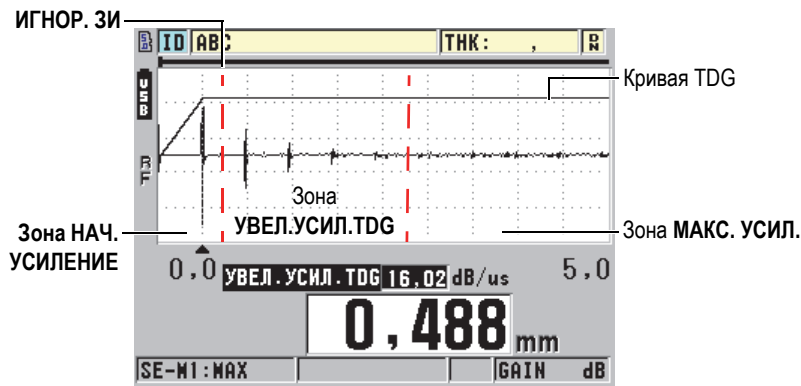 ИГНОР. ЗИ
ID ABC THK: , 
USB
RF
Кривая TDG
Зона
УВЕЛ.УСИЛ.TDG
Зона НАЧ.
УСИЛЕНИЕ
Зона МАКС. УСИЛ.
0,0 УВЕЛ.УСИЛ.TDG 16,02 dB/us 5,0
0,488 mm
SE-M1:MAX GAIN dB